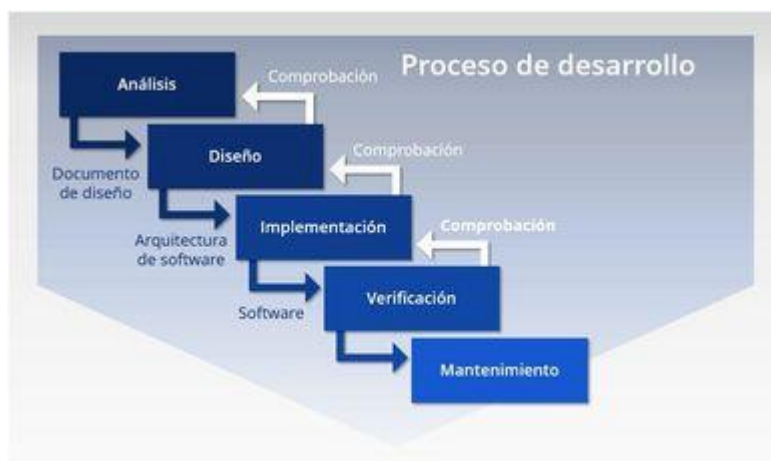 Proceso de desarrollo
Análisis
Comprobación
Documento
de diseño
Diseño
Comprobación
Arquitectura
de software
Implementación
Comprobación
Software
Verificación
Mantenimiento